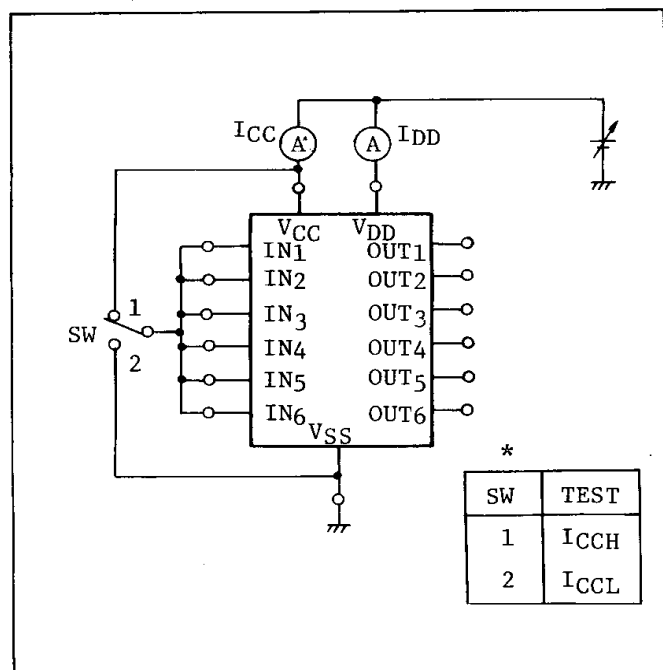 ICC A* A IDD
VCC VDD
IN1 OUT1
IN2 OUT2
IN3 OUT3
IN4 OUT4
IN5 OUT5
IN6 OUT6
VSS
SW 1
2
*
SW TEST
1 ICCH
2 ICCL